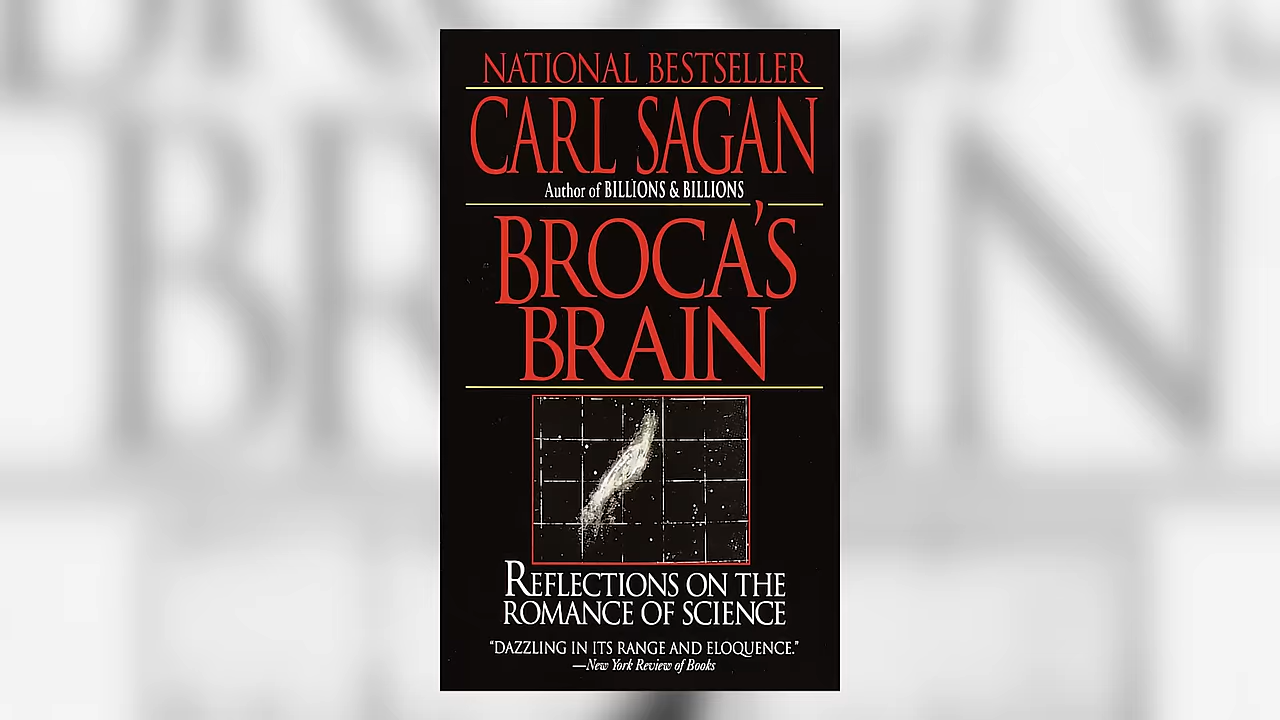 NATIONAL BESTSELLER
CARL SAGAN
Author of BILLIONS & BILLIONS
BROCA'S
BRAIN
REFLECTIONS ON THE
ROMANCE OF SCIENCE
"DAZZLING IN ITS RANGE AND ELOQUENCE."
—New York Review of Books